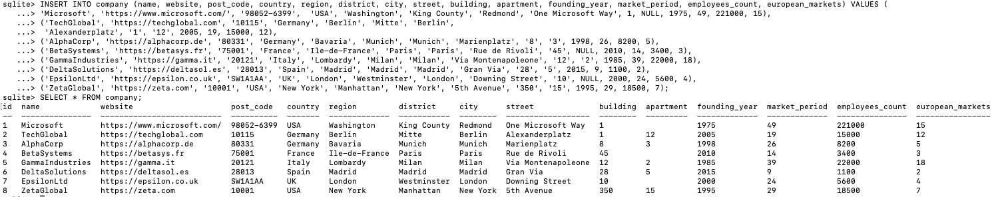 sqlite> INSERT INTO company (name, website, post_code, country, region, district, city, street, building, apartment, founding_year, market_period, employees_count, european_markets) VALUES (
   ...> 'Microsoft', 'https://www.microsoft.com/', '98052-6399', 'USA', 'Washington', 'King County', 'Redmond', 'One Microsoft Way', 1, NULL, 1975, 49, 221000, 15),
   ...> ('TechGlobal', 'https://techglobal.com', '10115', 'Germany', 'Berlin', 'Mitte', 'Berlin',
   ...>  'Alexanderplatz', '1', '12', 2005, 19, 15000, 12),
   ...> ('AlphaCorp', 'https://alphacorp.de', '80331', 'Germany', 'Bavaria', 'Munich', 'Munich', 'Marienplatz', '8', '3', 1998, 26, 8200, 5),
   ...> ('BetaSystems', 'https://betasys.fr', '75001', 'France', 'Ile-de-France', 'Paris', 'Paris', 'Rue de Rivoli', '45', NULL, 2010, 14, 3400, 3),
   ...> ('GammaIndustries', 'https://gamma.it', '20121', 'Italy', 'Lombardy', 'Milan', 'Milan', 'Via Montenapoleone', '12', '2', 1985, 39, 22000, 18),
   ...> ('DeltaSolutions', 'https://deltasol.es', '28013', 'Spain', 'Madrid', 'Madrid', 'Madrid', 'Gran Via', '28', '5', 2015, 9, 1100, 2),
   ...> ('EpsilonLtd', 'https://epsilon.co.uk', 'SW1A1AA', 'UK', 'London', 'Westminster', 'London', 'Downing Street', '10', NULL, 2000, 24, 5600, 4),
   ...> ('ZetaGlobal', 'https://zeta.com', '10001', 'USA', 'New York', 'Manhattan', 'New York', '5th Avenue', '350', '15', 1995, 29, 18500, 7);
sqlite> SELECT * FROM company;
id  name             website                     post_code   country  region         district     city      street              building  apartment  founding_year  market_period  employees_count  european_markets
--  ---------------  --------------------------  ----------  -------  -------------  -----------  --------  ------------------  --------  ---------  -------------  -------------  ---------------  ----------------
1   Microsoft        https://www.microsoft.com/  98052-6399  USA      Washington     King County  Redmond   One Microsoft Way   1                    1975           49             221000           15
2   TechGlobal       https://techglobal.com      10115       Germany  Berlin         Mitte        Berlin    Alexanderplatz      1         12         2005           19             15000            12
3   AlphaCorp        https://alphacorp.de        80331       Germany  Bavaria        Munich       Munich    Marienplatz         8         3          1998           26             8200             5
4   BetaSystems      https://betasys.fr          75001       France   Ile-de-France  Paris        Paris     Rue de Rivoli       45                   2010           14             3400             3
5   GammaIndustries  https://gamma.it            20121       Italy    Lombardy       Milan        Milan     Via Montenapoleone  12        2          1985           39             22000            18
6   DeltaSolutions   https://deltasol.es         28013       Spain    Madrid         Madrid       Madrid    Gran Via            28        5          2015           9              1100             2
7   EpsilonLtd       https://epsilon.co.uk       SW1A1AA     UK       London         Westminster  London    Downing Street      10                   2000           24             5600             4
8   ZetaGlobal       https://zeta.com            10001       USA      New York       Manhattan    New York  5th Avenue          350       15         1995           29             18500            7